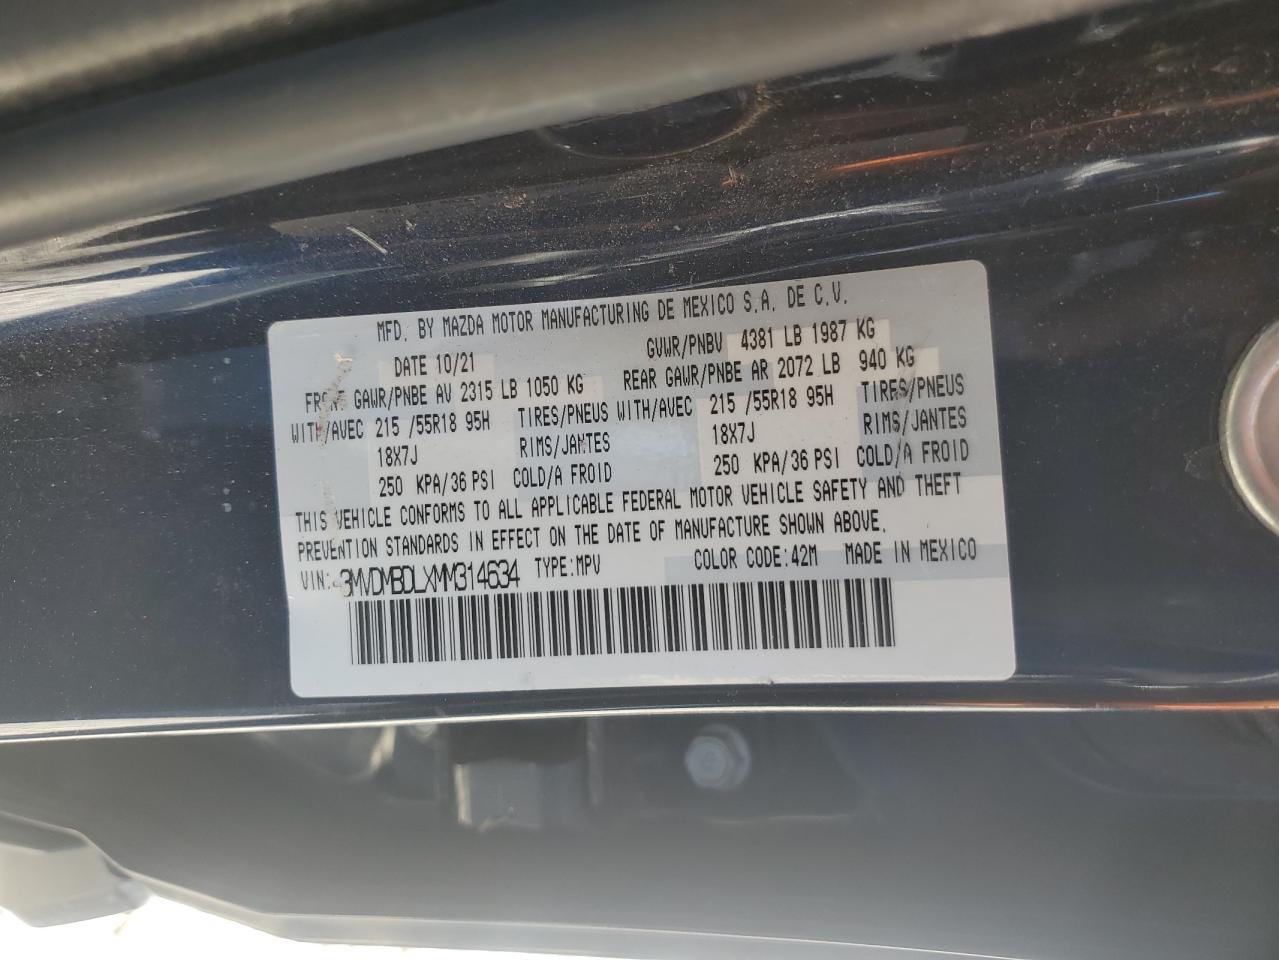 MFD. BY MAZDA MOTOR MANUFACTURING DE MEXICO S.A. DE C.V.
DATE 10/21 GVWR/PNBV 4381 LB 1987 KG
FRONT GAWR/PNBE AV 2315 LB 1050 KG REAR GAWR/PNBE AR 2072 LB 940 KG
WITH/AVEC 215 /55R18 95H TIRES/PNEUS WITH/AVEC 215 /55R18 95H TIRES/PNEUS
18X7J RIMS/JANTES 18X7J RIMS/JANTES
250 KPA/36 PSI COLD/A FROID 250 KPA/36 PSI COLD/A FROID
THIS VEHICLE CONFORMS TO ALL APPLICABLE FEDERAL MOTOR VEHICLE SAFETY AND THEFT
PREVENTION STANDARDS IN EFFECT ON THE DATE OF MANUFACTURE SHOWN ABOVE.
VIN: 3MVDMBDLXMM314634 TYPE:MPV COLOR CODE:42M MADE IN MEXICO